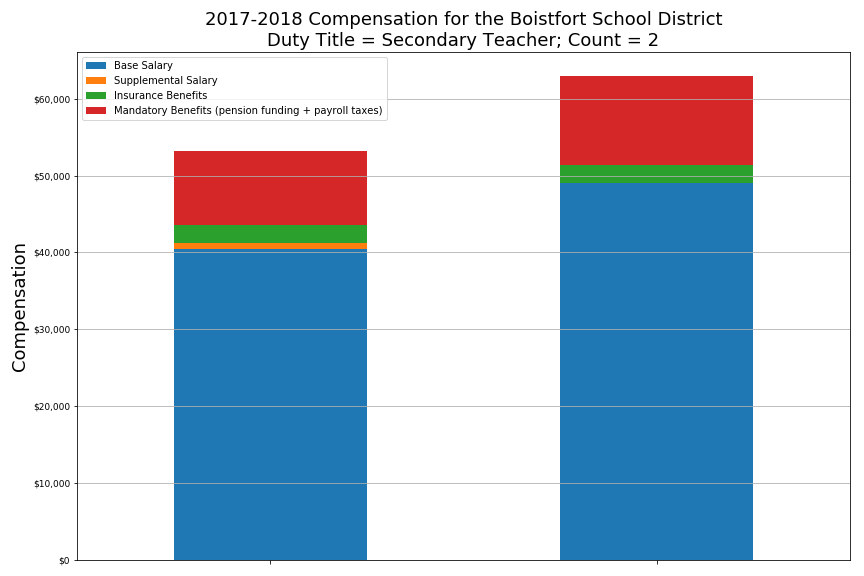 2017-2018 Compensation for the Boistfort School District
Duty Title = Secondary Teacher; Count = 2
Base Salary
Supplemental Salary
Insurance Benefits
Mandatory Benefits (pension funding + payroll taxes)
$60,000
$50,000
$40,000
$30,000
$20,000
$10,000
$0
Compensation